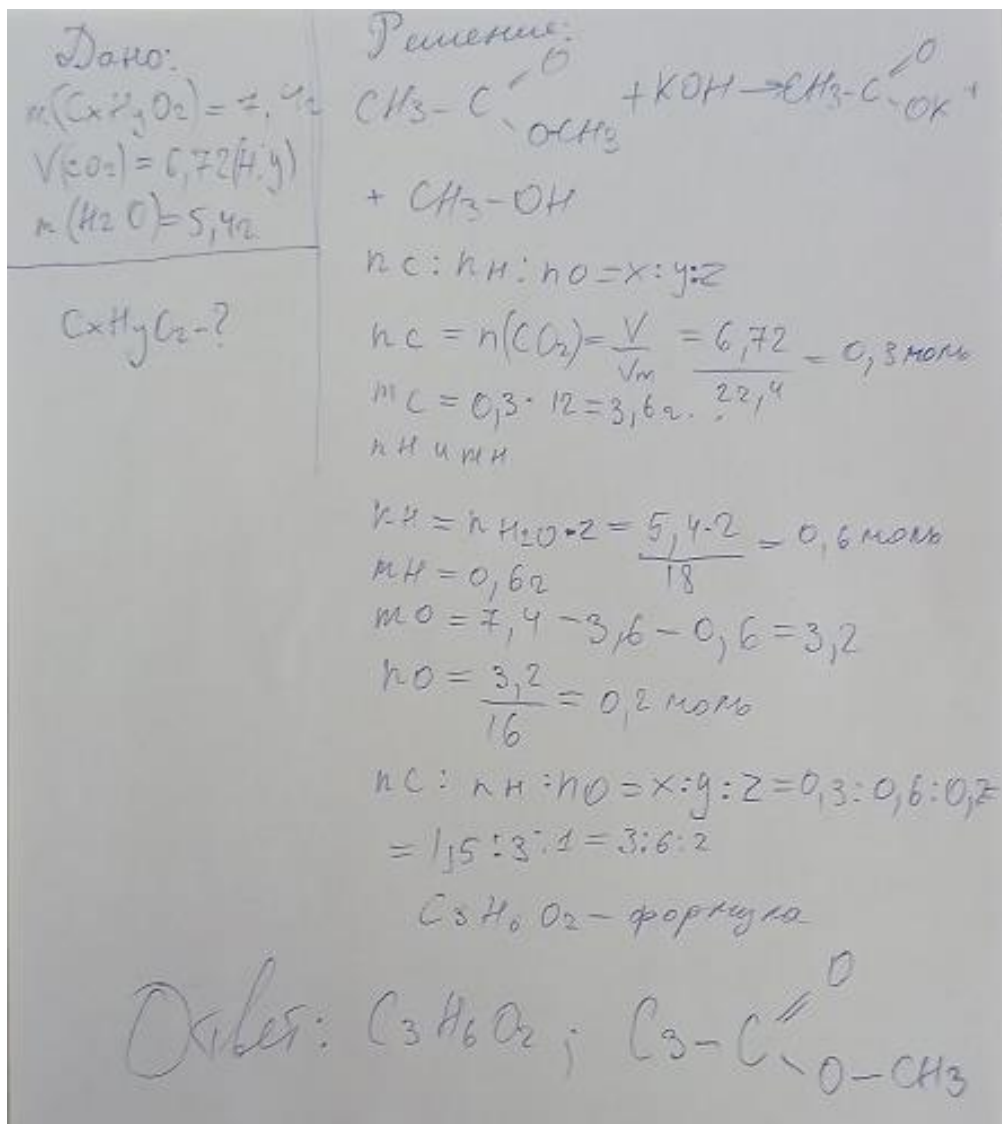 Дано:
m(CxHyO2) = 7,4г
V(CO2) = 6,72(н.у)
m(H2O) = 5,4г
CxHyO2-?
Решение:
O
CH3 - C
OCH3
+ KOH →
O
CH3-C
OK +
+ CH3-OH
nC : nH : nO = x : y : z
nC = n(CO2) = V = 6,72 = 0,3 моль
Vm 22,4
mC = 0,3 · 12 = 3,6г.
nH и mH
nH = nH2O · 2 = 5,4·2 = 0,6 моль
18
mH = 0,6г
mO = 7,4 - 3,6 - 0,6 = 3,2
nO = 3,2 = 0,2 моль
16
nC : nH : nO = x : y : z = 0,3 : 0,6 : 0,2
= 1,5 : 3 : 1 = 3 : 6 : 2
C3H6O2 - формула
Ответ: C3H6O2 ; C3-C
O
O-CH3